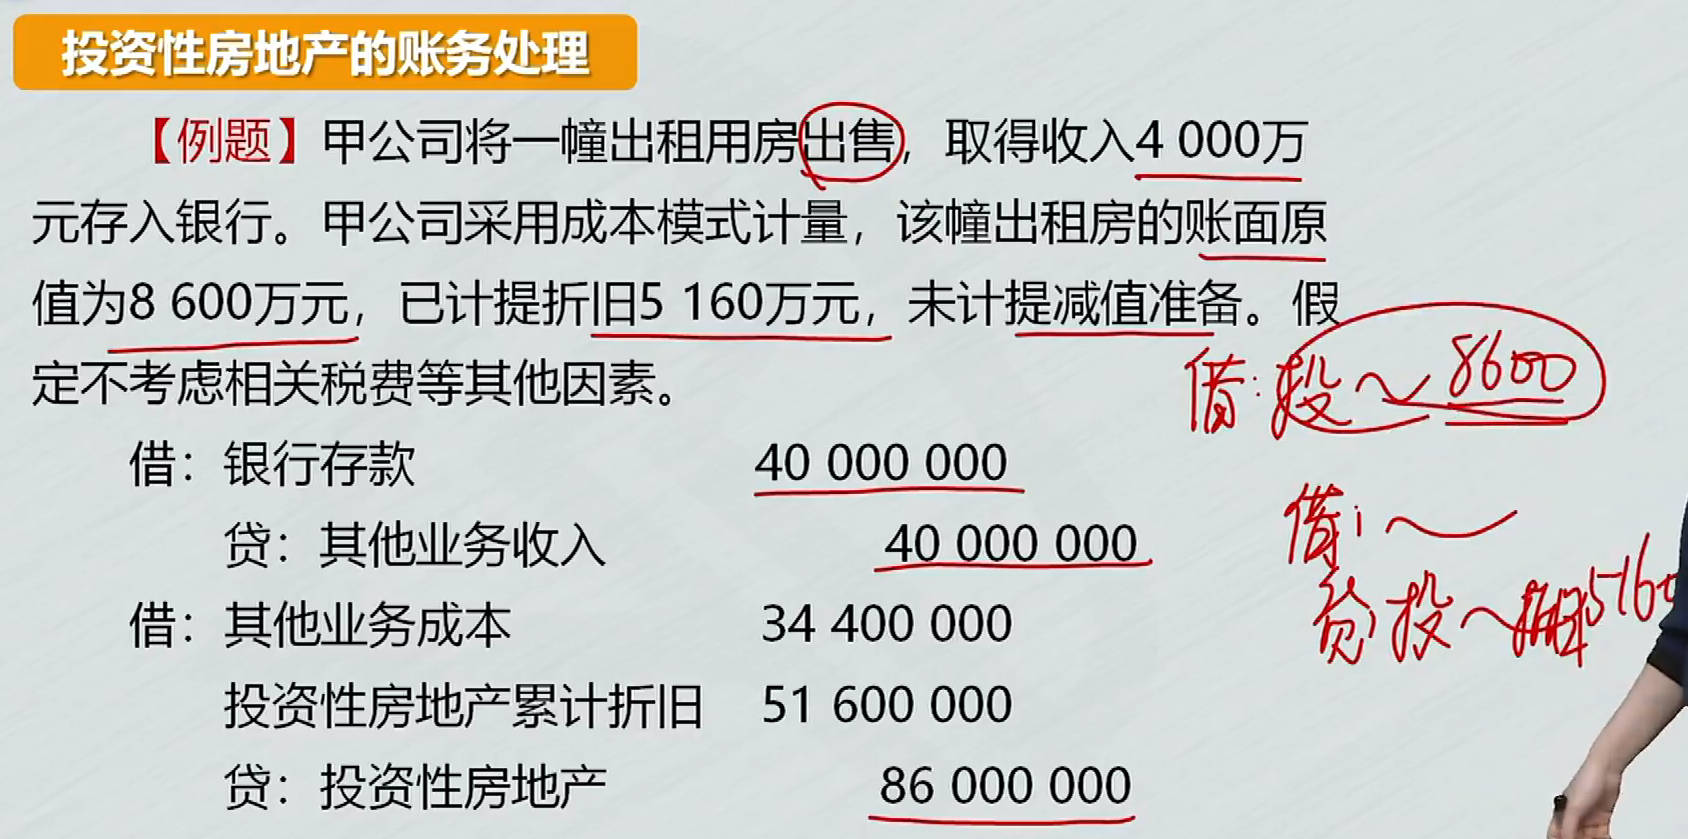 投资性房地产的账务处理
【例题】甲公司将一幢出租用房出售，取得收入4 000万
元存入银行。甲公司采用成本模式计量，该幢出租房的账面原
值为8 600万元，已计提折旧5 160万元，未计提减值准备。假
定不考虑相关税费等其他因素。
借：投 8600
借：银行存款 40 000 000
贷：其他业务收入 40 000 000
借：
贷：投
借：其他业务成本 34 400 000
投资性房地产累计折旧 51 600 000
贷：投资性房地产 86 000 000